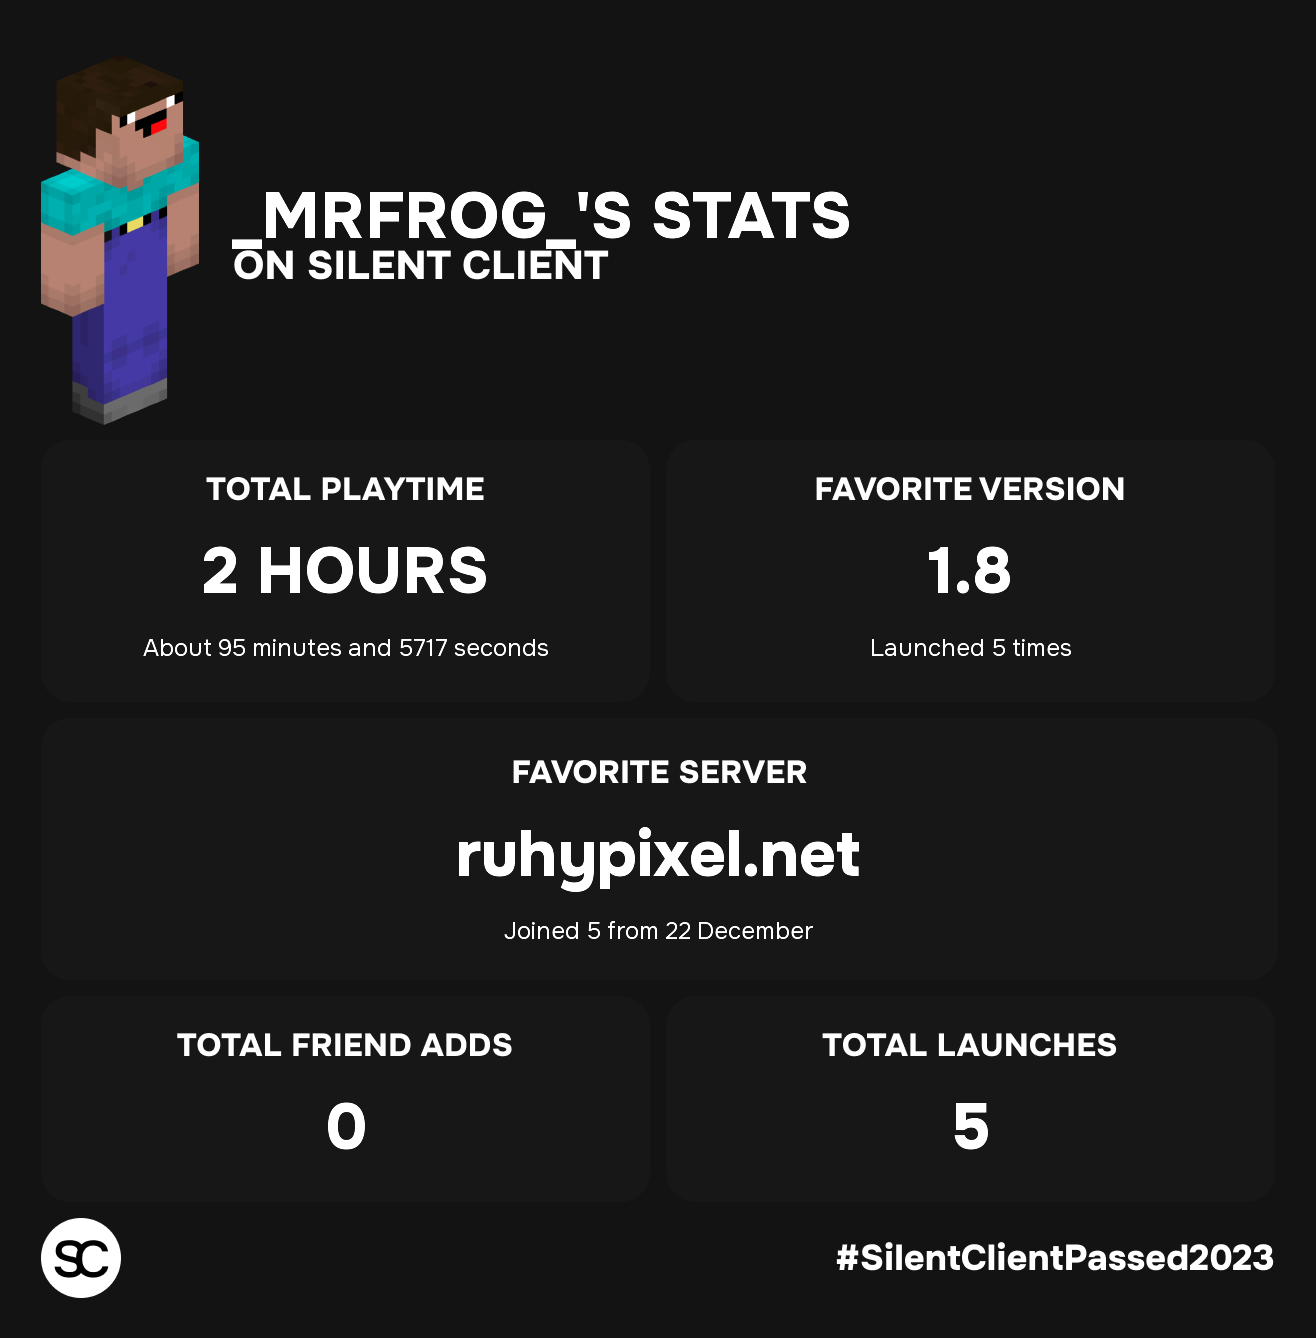 _MRFROG_'S STATS
ON SILENT CLIENT
TOTAL PLAYTIME
2 HOURS
About 95 minutes and 5717 seconds
FAVORITE VERSION
1.8
Launched 5 times
FAVORITE SERVER
ruhypixel.net
Joined 5 from 22 December
TOTAL FRIEND ADDS
0
TOTAL LAUNCHES
5
SC
#SilentClientPassed2023